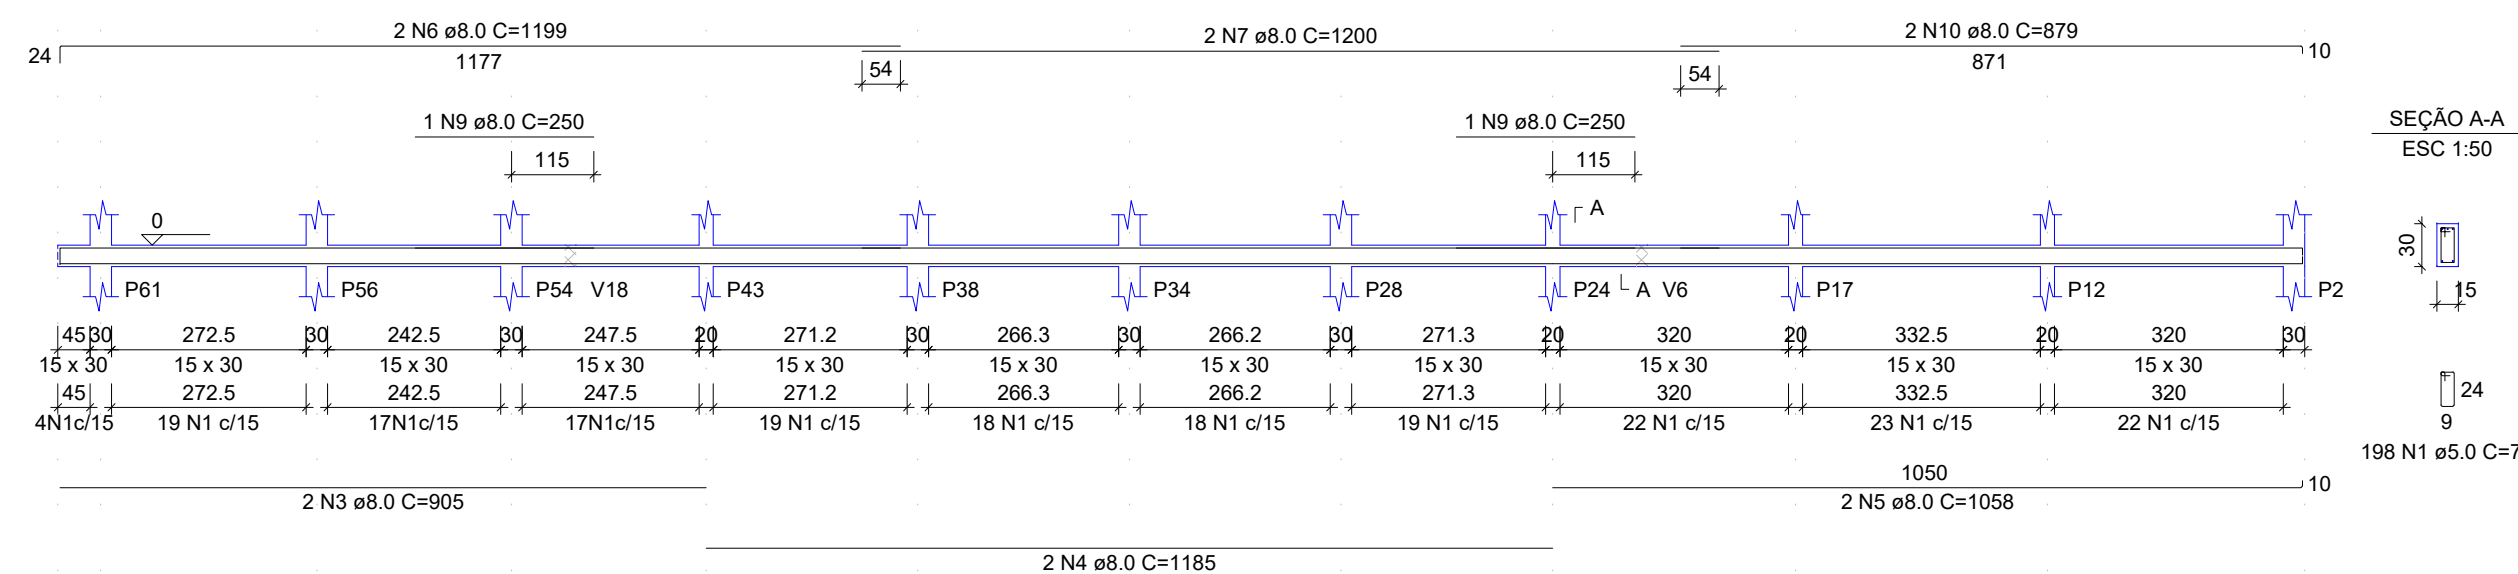 2 N6 ø8.0 C=1199
2 N7 ø8.0 C=1200
2 N10 ø8.0 C=879
24
1177
54
54
871
10
1 N9 ø8.0 C=250
115
1 N9 ø8.0 C=250
115
SEÇÃO A-A
ESC 1:50
0
A
30
15
P61 P56 P54 V18 P43 P38 P34 P28 P24 A V6 P17 P12 P2
45 30 272.5 30 242.5 30 247.5 20 271.2 30 266.3 30 266.2 30 271.3 20 320 20 332.5 20 320 30
15 x 30 15 x 30 15 x 30 15 x 30 15 x 30 15 x 30 15 x 30 15 x 30 15 x 30 15 x 30 15 x 30
45 272.5 242.5 247.5 271.2 266.3 266.2 271.3 320 332.5 320
4N1c/15 19 N1 c/15 17N1c/15 17N1c/15 19 N1 c/15 18 N1 c/15 18 N1 c/15 19 N1 c/15 22 N1 c/15 23 N1 c/15 22 N1 c/15
24
9
198 N1 ø5.0 C=7
2 N3 ø8.0 C=905
1050
10
2 N5 ø8.0 C=1058
2 N4 ø8.0 C=1185